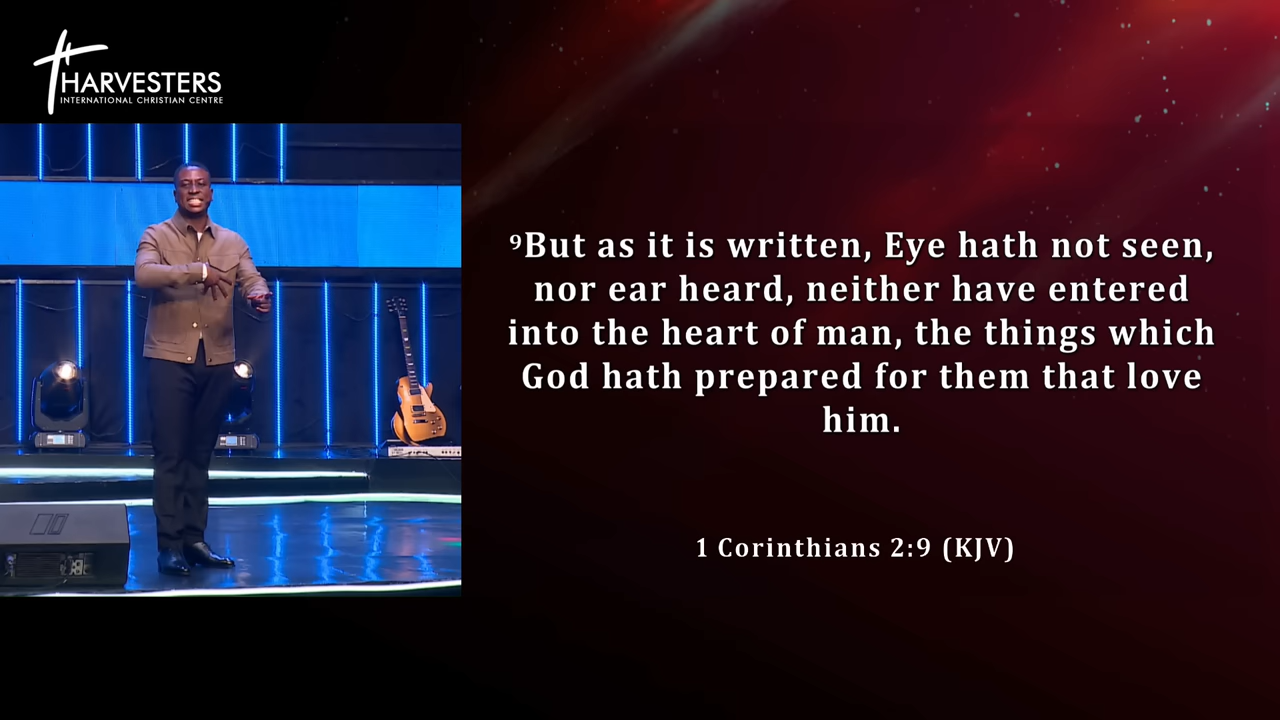 HARVESTERS
INTERNATIONAL CHRISTIAN CENTRE
⁹But as it is written, Eye hath not seen,
nor ear heard, neither have entered
into the heart of man, the things which
God hath prepared for them that love
him.
1 Corinthians 2:9 (KJV)